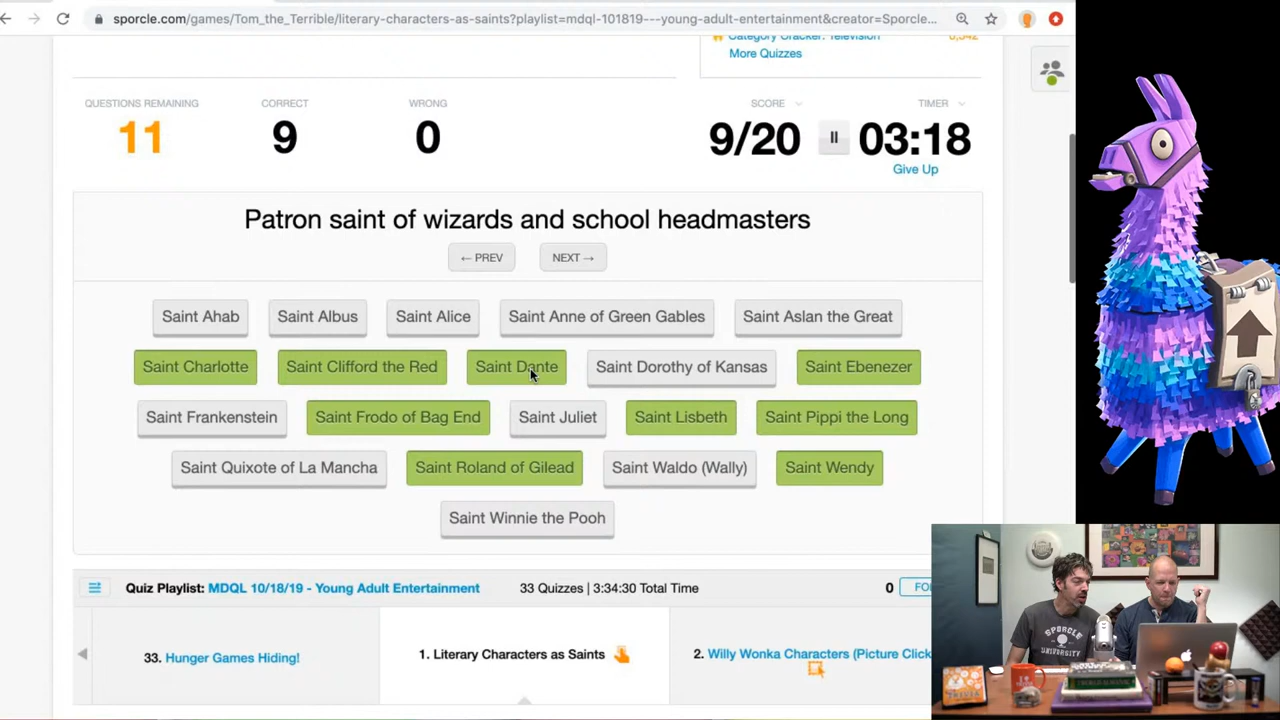 sporcle.com/games/Tom_the_Terrible/literary-characters-as-saints?playlist=mdql-101819---young-adult-entertainment&creator=Sporcle...
Category Cracker: Television
More Quizzes
QUESTIONS REMAINING CORRECT WRONG SCORE TIMER
11 9 0 9/20 03:18
Give Up
Patron saint of wizards and school headmasters
← PREV NEXT →
Saint Ahab Saint Albus Saint Alice Saint Anne of Green Gables Saint Aslan the Great
Saint Charlotte Saint Clifford the Red Saint Dante Saint Dorothy of Kansas Saint Ebenezer
Saint Frankenstein Saint Frodo of Bag End Saint Juliet Saint Lisbeth Saint Pippi the Long
Saint Quixote of La Mancha Saint Roland of Gilead Saint Waldo (Wally) Saint Wendy
Saint Winnie the Pooh
Quiz Playlist: MDQL 10/18/19 - Young Adult Entertainment 33 Quizzes | 3:34:30 Total Time 0 FO
33. Hunger Games Hiding! 1. Literary Characters as Saints 2. Willy Wonka Characters (Picture Click
SPORCLE
UNIVERSITY